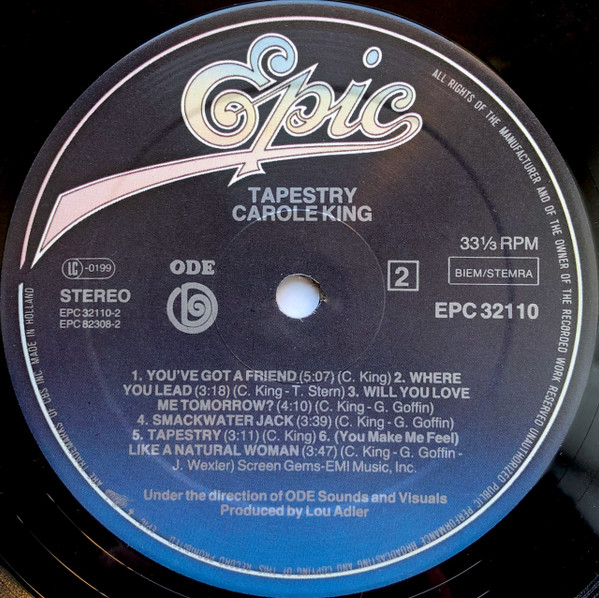 Epic
TAPESTRY
CAROLE KING
33⅓ RPM
LC-0199
ODE
2
BIEM/STEMRA
STEREO
EPC 32110-2
EPC 82308-2
EPC 32110
1. YOU'VE GOT A FRIEND (5:07) (C. King) 2. WHERE
YOU LEAD (3:18) (C. King - T. Stern) 3. WILL YOU LOVE
ME TOMORROW? (4:10) (C. King - G. Goffin)
4. SMACKWATER JACK (3:39) (C. King - G. Goffin)
5. TAPESTRY (3:11) (C. King) 6. (You Make Me Feel)
LIKE A NATURAL WOMAN (3:47) (C. King - G. Goffin -
J. Wexler) Screen Gems-EMI Music, Inc.
Under the direction of ODE Sounds and Visuals
Produced by Lou Adler
ALL RIGHTS OF THE MANUFACTURER AND OF THE OWNER OF THE RECORDED WORK RESERVED UNAUTHORIZED PUBLIC PERFORMANCE BROADCASTING AND COPYING OF THIS RECORD PROHIBITED
EPIC ARE TRADEMARKS OF CBS INC MADE IN HOLLAND